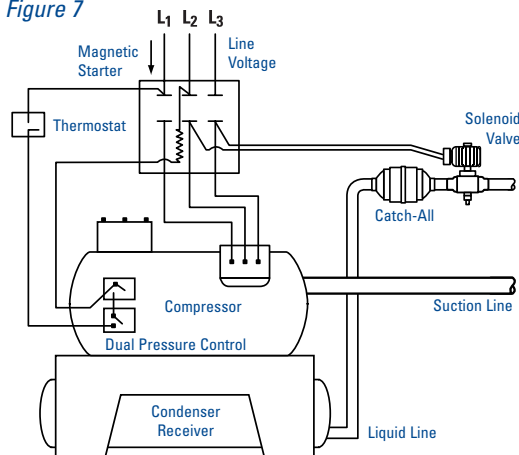 Figure 7
L1 L2 L3
Magnetic
Starter
Line
Voltage
Thermostat
Solenoid
Valve
Catch-All
Compressor
Suction Line
Dual Pressure Control
Condenser
Receiver
Liquid Line